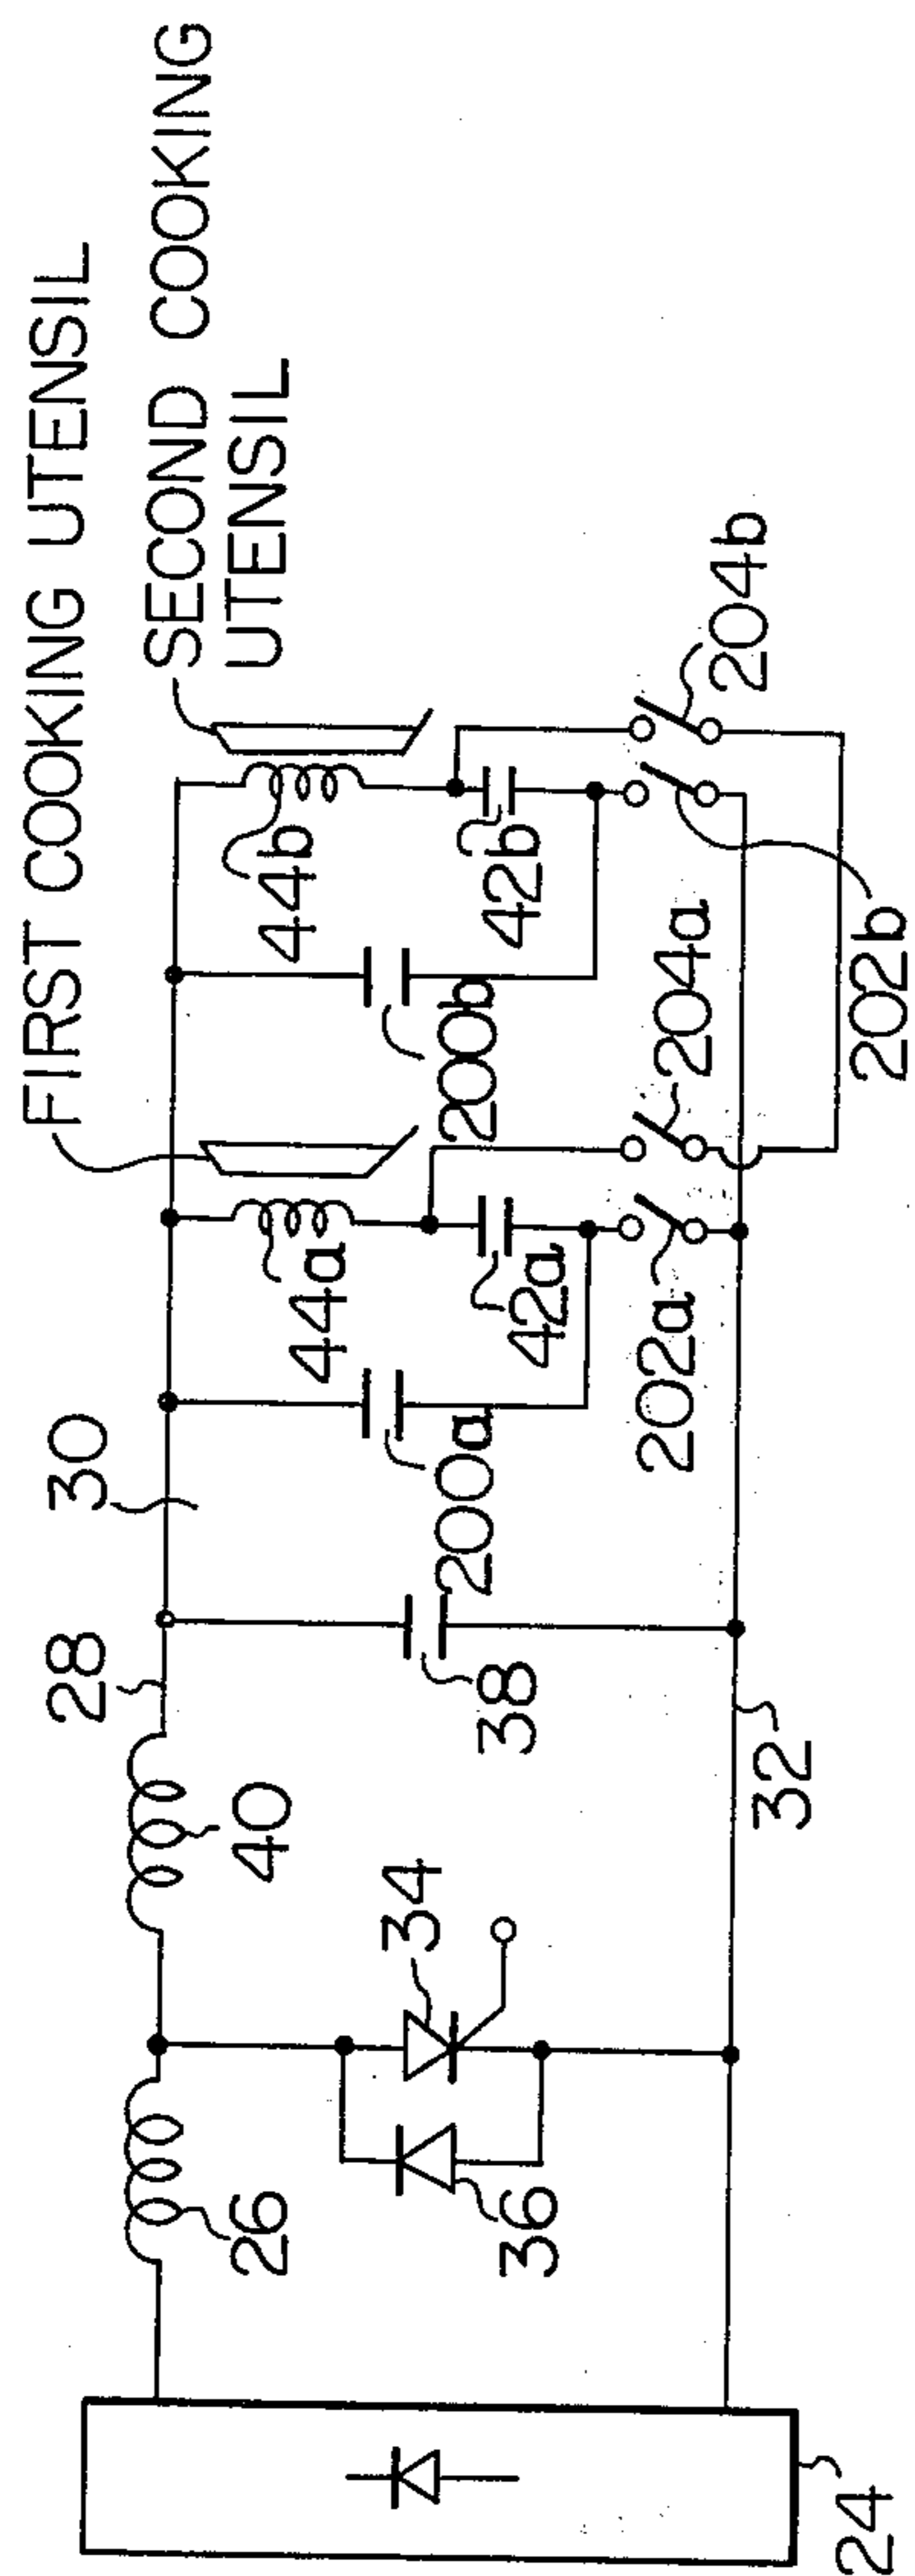 FIRST COOKING UTENSIL
SECOND COOKING
UTENSIL
28
30
40
26
44b
44a
34
38
200a
200b
42a
42b
204a
204b
36
32
202a
202b
24